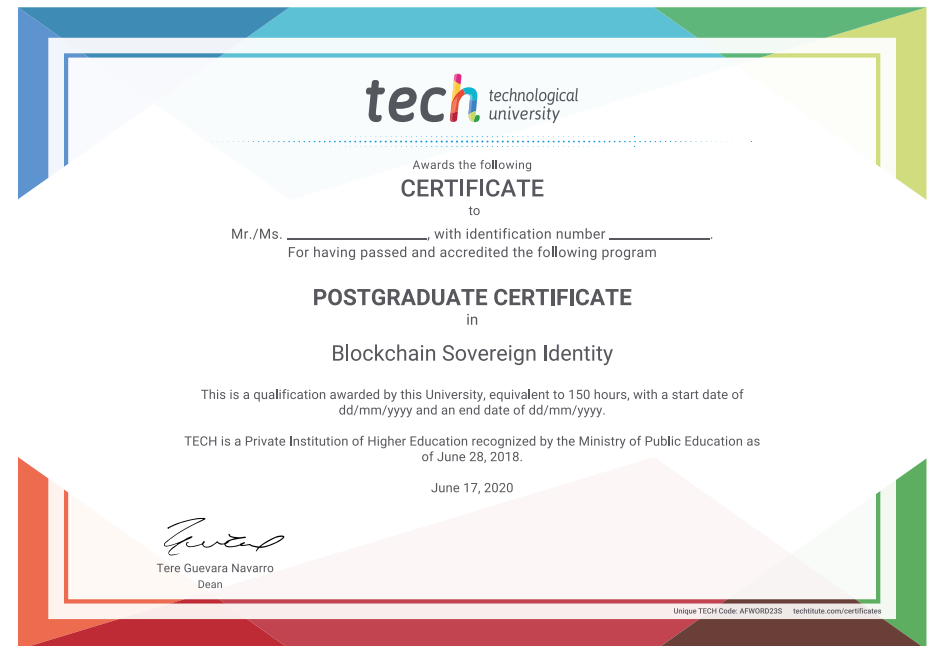 tech technological
university
Awards the following
CERTIFICATE
to
Mr./Ms. ____________________, with identification number ______________.
For having passed and accredited the following program
POSTGRADUATE CERTIFICATE
in
Blockchain Sovereign Identity
This is a qualification awarded by this University, equivalent to 150 hours, with a start date of
dd/mm/yyyy and an end date of dd/mm/yyyy.
TECH is a Private Institution of Higher Education recognized by the Ministry of Public Education as
of June 28, 2018.
June 17, 2020
Tere Guevara Navarro
Dean
Unique TECH Code: AFWORD23S techtitute.com/certificates